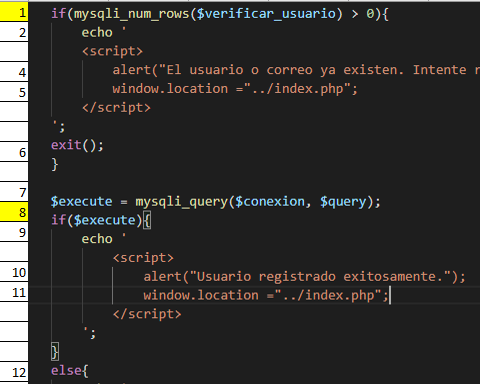 1 if(mysqli_num_rows($verificar_usuario) > 0){
2 echo '
<script>
4 alert("El usuario o correo ya existen. Intente
5 window.location ="../index.php";
</script>
';
6 exit();
}
7 $execute = mysqli_query($conexion, $query);
8 if($execute){
9 echo '
<script>
10 alert("Usuario registrado exitosamente.");
11 window.location ="../index.php";
</script>
';
}
12 else{